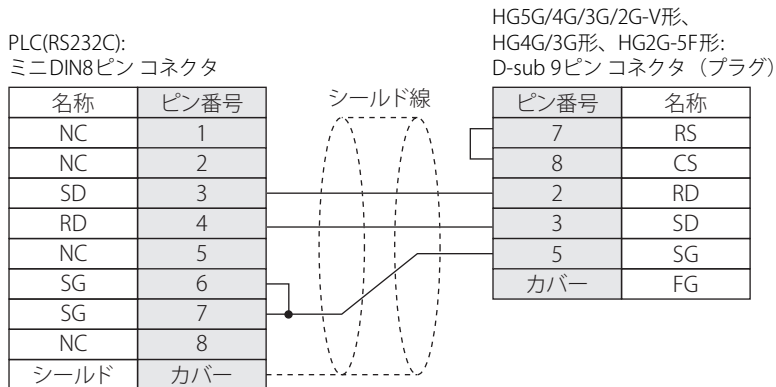 PLC(RS232C):
ミニDIN8ピン コネクタ
HG5G/4G/3G/2G-V形、
HG4G/3G形、HG2G-5F形:
D-sub 9ピン コネクタ（プラグ）
シールド線
名称 ピン番号
NC 1
NC 2
SD 3
RD 4
NC 5
SG 6
SG 7
NC 8
シールド カバー
ピン番号 名称
7 RS
8 CS
2 RD
3 SD
5 SG
カバー FG